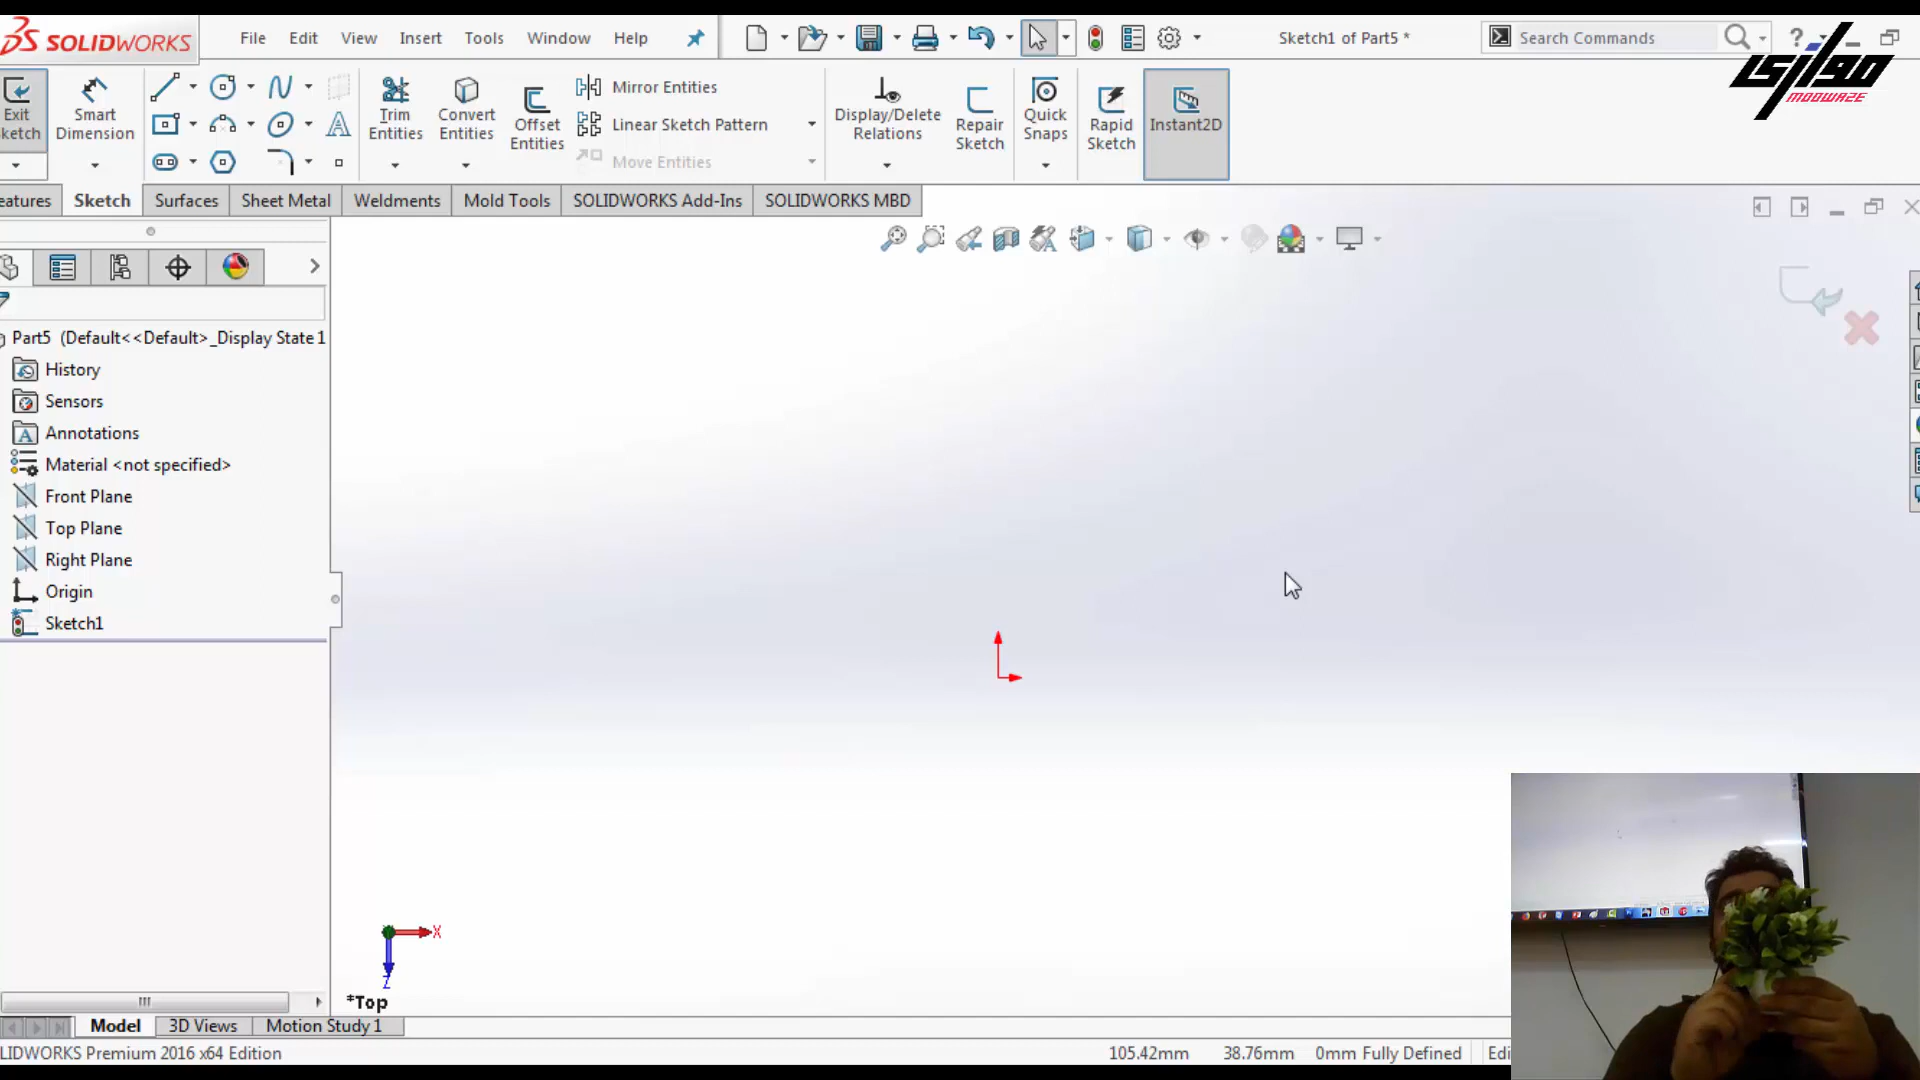 SOLIDWORKS
File Edit View Insert Tools Window Help
Sketch1 of Part5 *
Search Commands
?
MODWAZE
Exit
Sketch
Smart
Dimension
Trim
Entities
Convert
Entities
Offset
Entities
Mirror Entities
Linear Sketch Pattern
Move Entities
Display/Delete
Relations
Repair
Sketch
Quick
Snaps
Rapid
Sketch
Instant2D
eatures Sketch Surfaces Sheet Metal Weldments Mold Tools SOLIDWORKS Add-Ins SOLIDWORKS MBD
Part5 (Default<<Default>_Display State 1
History
Sensors
Annotations
Material <not specified>
Front Plane
Top Plane
Right Plane
Origin
Sketch1
X
Z
*Top
Model 3D Views Motion Study 1
LIDWORKS Premium 2016 x64 Edition
105.42mm 38.76mm 0mm Fully Defined Edi